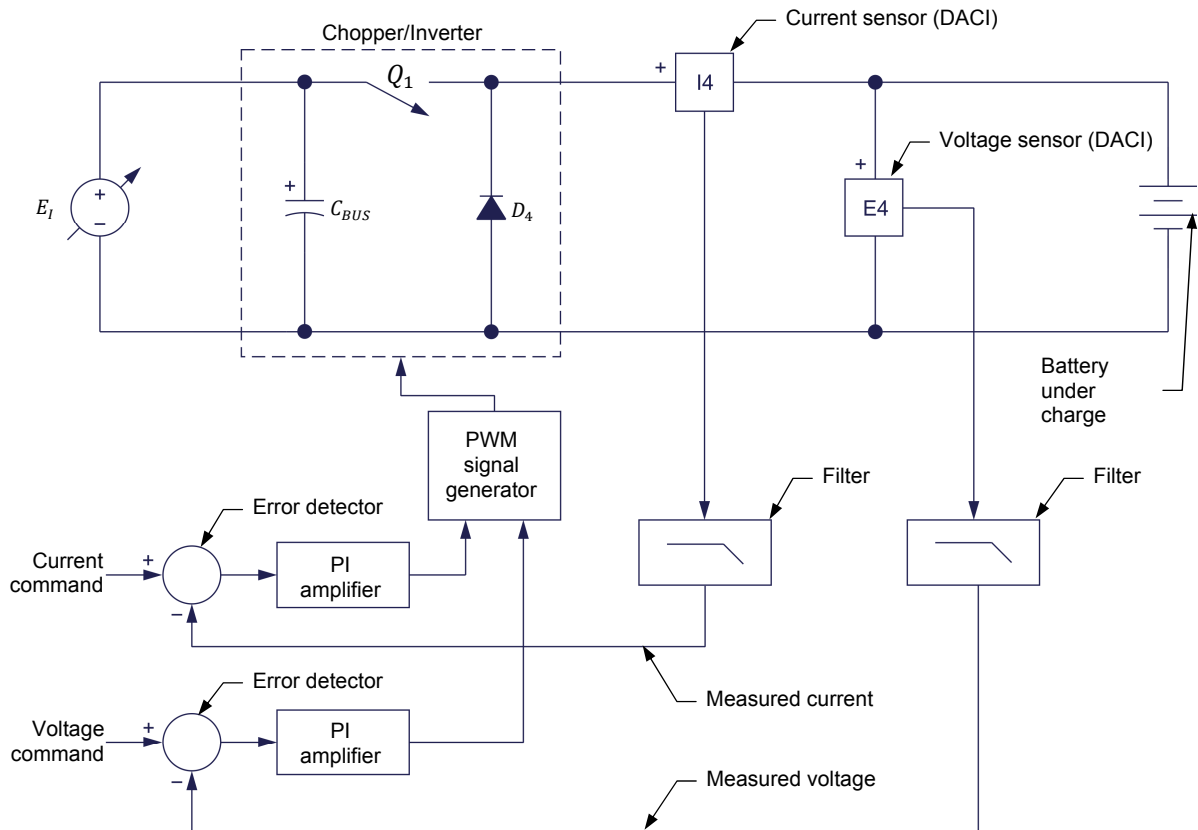 Current sensor (DACI)
Chopper/Inverter
Q1
+
I4
Voltage sensor (DACI)
+
+
+
−
E_I
C_BUS
D4
E4
Battery
under
charge
PWM
signal
generator
Filter
Filter
Error detector
Current
command
+
−
PI
amplifier
Error detector
Measured current
Voltage
command
+
−
PI
amplifier
Measured voltage